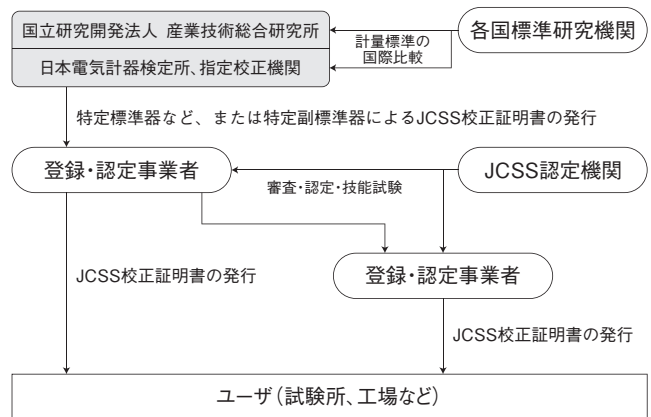 国立研究開発法人 産業技術総合研究所
日本電気計器検定所、指定校正機関
計量標準の
国際比較
各国標準研究機関
特定標準器など、または特定副標準器によるJCSS校正証明書の発行
登録・認定事業者
審査・認定・技能試験
JCSS認定機関
JCSS校正証明書の発行
登録・認定事業者
JCSS校正証明書の発行
ユーザ（試験所、工場など）